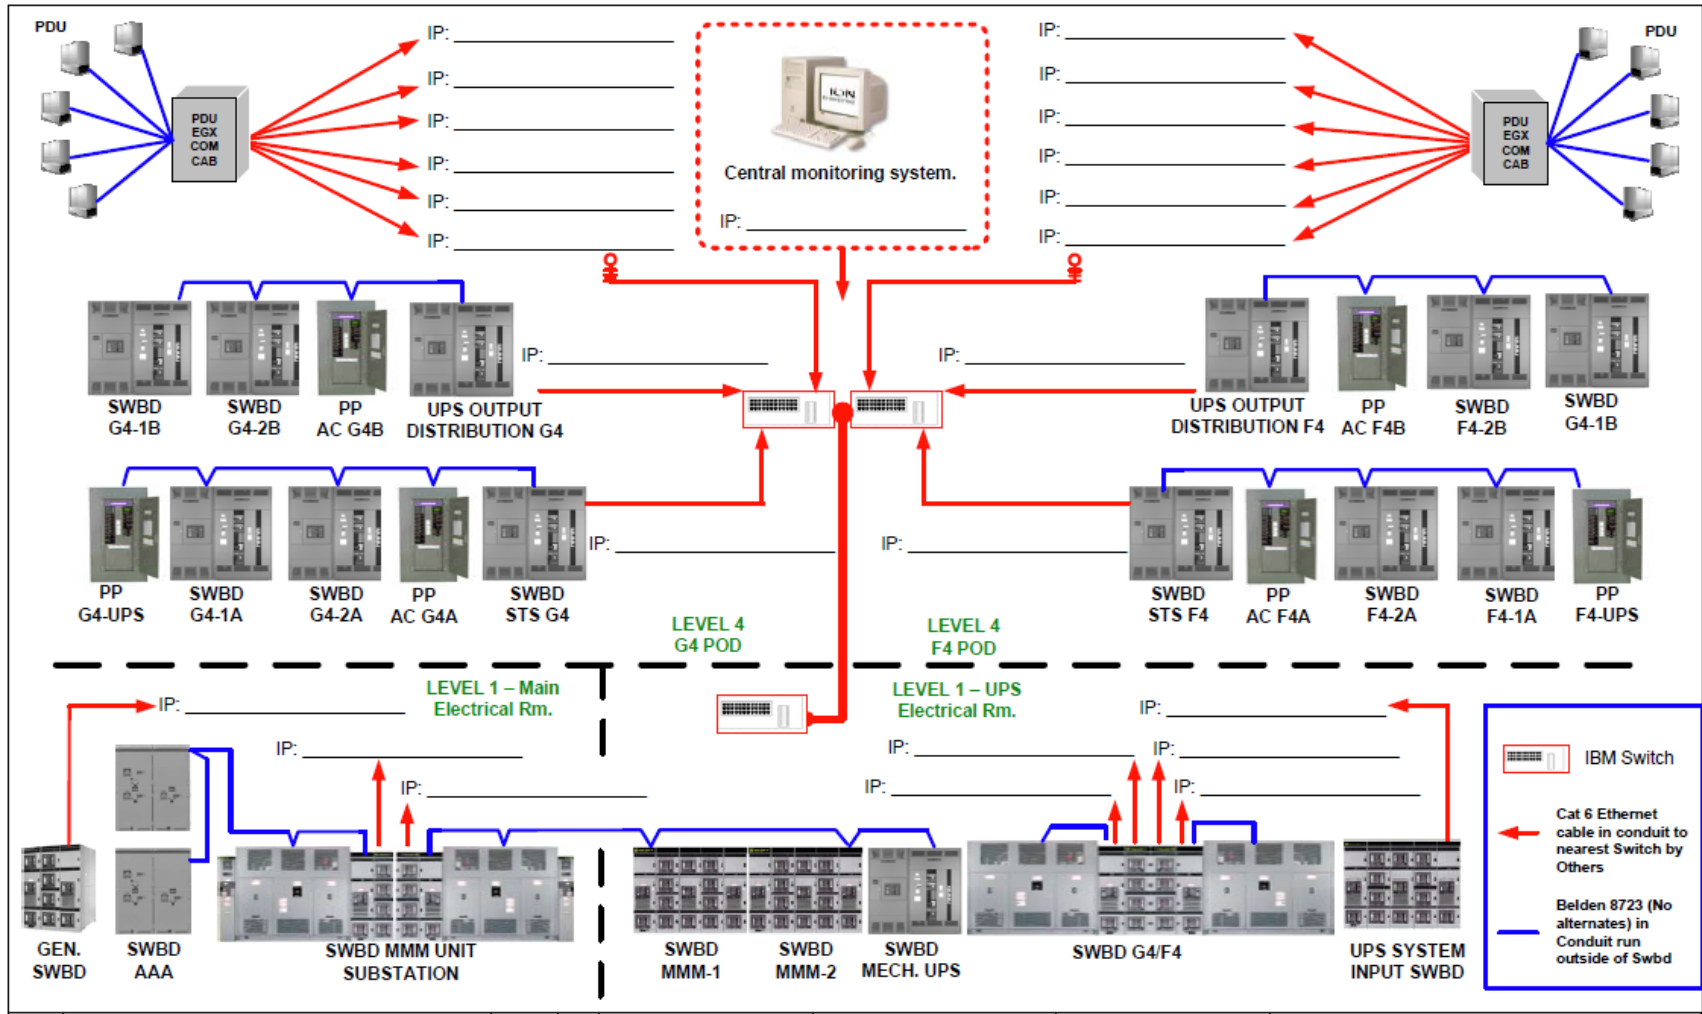 PDU
IP:
IP:
IP:
IP:
IP:
IP:
PDU
EGX
COM
CAB
ION
Central monitoring system.
IP:
IP:
IP:
IP:
IP:
IP:
IP:
PDU
PDU
EGX
COM
CAB
IP:
IP:
SWBD
G4-1B
SWBD
G4-2B
PP
AC G4B
UPS OUTPUT
DISTRIBUTION G4
UPS OUTPUT
DISTRIBUTION F4
PP
AC F4B
SWBD
F4-2B
SWBD
G4-1B
IP:
IP:
PP
G4-UPS
SWBD
G4-1A
SWBD
G4-2A
PP
AC G4A
SWBD
STS G4
SWBD
STS F4
PP
AC F4A
SWBD
F4-2A
SWBD
F4-1A
PP
F4-UPS
LEVEL 4
G4 POD
LEVEL 4
F4 POD
LEVEL 1 – Main
Electrical Rm.
LEVEL 1 – UPS
Electrical Rm.
IP:
IP:
IP:
IP:
IP:
IP:
IP:
IP:
GEN.
SWBD
SWBD
AAA
SWBD MMM UNIT
SUBSTATION
SWBD
MMM-1
SWBD
MMM-2
SWBD
MECH. UPS
SWBD G4/F4
UPS SYSTEM
INPUT SWBD
IBM Switch
Cat 6 Ethernet
cable in conduit to
nearest Switch by
Others
Belden 8723 (No
alternates) in
Conduit run
outside of Swbd